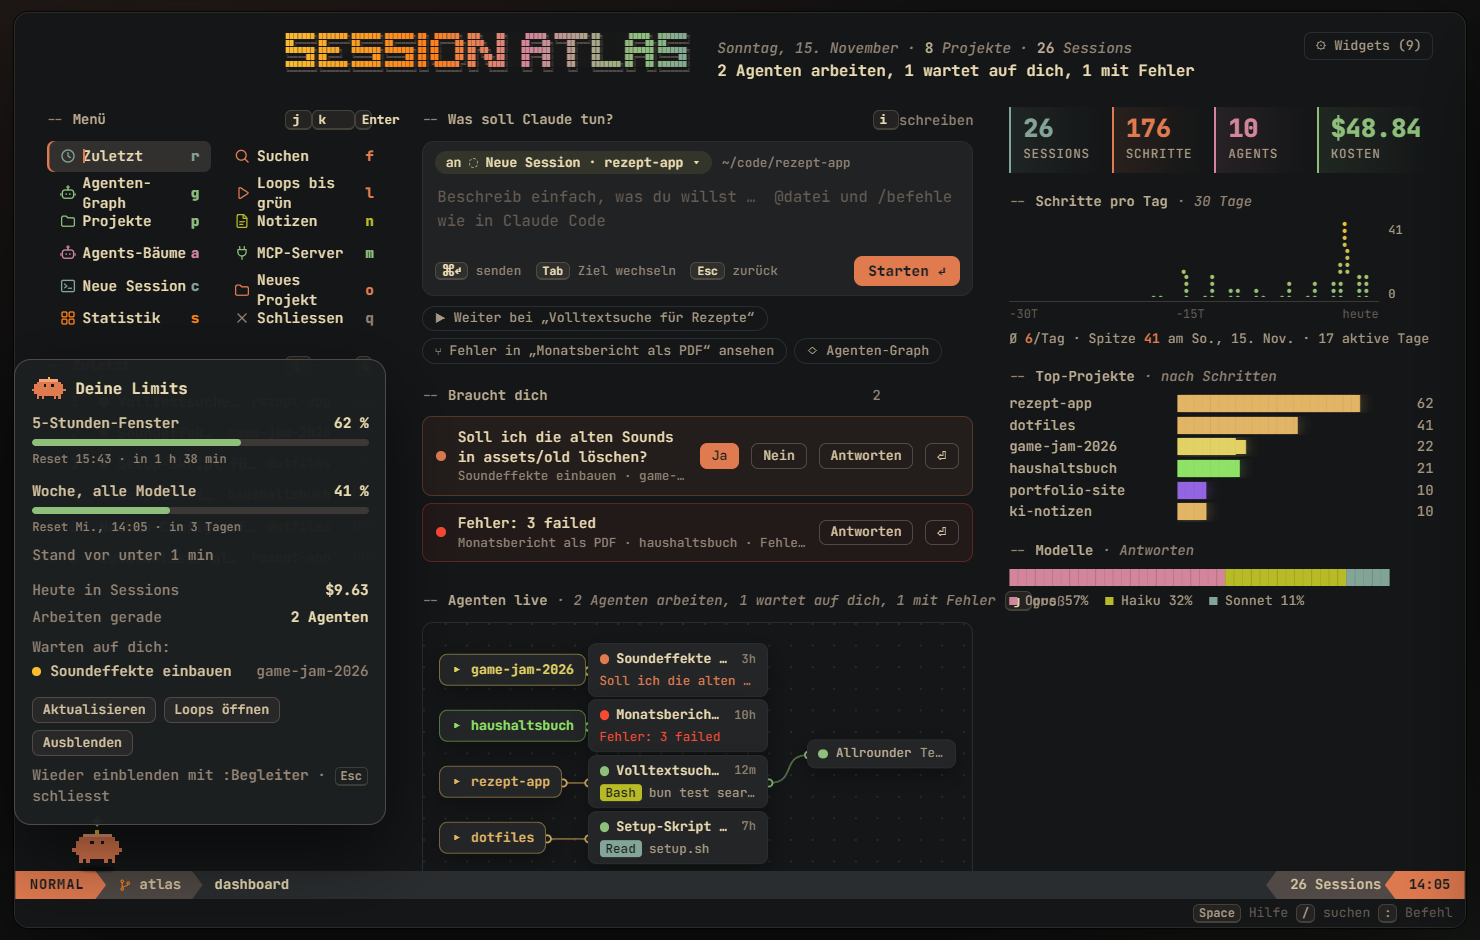 SESSION ATLAS
Sonntag, 15. November · 8 Projekte · 26 Sessions
2 Agenten arbeiten, 1 wartet auf dich, 1 mit Fehler
⚙ Widgets (9)
── Menü j k Enter
Zuletzt r
Suchen f
Agenten-Graph g
Loops bis grün l
Projekte p
Notizen n
Agents-Bäume a
MCP-Server m
Neue Session c
Neues Projekt o
Statistik s
Schliessen q
Deine Limits
5-Stunden-Fenster 62 %
Reset 15:43 · in 1 h 38 min
Woche, alle Modelle 41 %
Reset Mi., 14:05 · in 3 Tagen
Stand vor unter 1 min
Heute in Sessions $9.63
Arbeiten gerade 2 Agenten
Warten auf dich:
Soundeffekte einbauen game-jam-2026
Aktualisieren Loops öffnen
Ausblenden
Wieder einblenden mit :Begleiter · Esc
schliesst
── Was soll Claude tun? i schreiben
an ◌ Neue Session · rezept-app ▾ ~/code/rezept-app
Beschreib einfach, was du willst … @datei und /befehle
wie in Claude Code
⌘⏎ senden Tab Ziel wechseln Esc zurück Starten ⏎
▶ Weiter bei „Volltextsuche für Rezepte“
Fehler in „Monatsbericht als PDF“ ansehen
◇ Agenten-Graph
── Braucht dich 2
Soll ich die alten Sounds
in assets/old löschen?
Soundeffekte einbauen · game-…
Ja Nein Antworten ⏎
Fehler: 3 failed
Monatsbericht als PDF · haushaltsbuch · Fehle…
Antworten ⏎
── Agenten live · 2 Agenten arbeiten, 1 wartet auf dich, 1 mit Fehler
▸ game-jam-2026
Soundeffekte … 3h
Soll ich die alten …
▸ haushaltsbuch
Monatsberich… 10h
Fehler: 3 failed
▸ rezept-app
Volltextsuch… 12m
Bash bun test sear…
Allrounder Te…
▸ dotfiles
Setup-Skript … 7h
Read setup.sh
26 SESSIONS
176 SCHRITTE
10 AGENTS
$48.84 KOSTEN
── Schritte pro Tag · 30 Tage
41
0
-30T -15T heute
Ø 6/Tag · Spitze 41 am So., 15. Nov. · 17 aktive Tage
── Top-Projekte · nach Schritten
rezept-app 62
dotfiles 41
game-jam-2026 22
haushaltsbuch 21
portfolio-site 10
ki-notizen 10
── Modelle · Antworten
Opus 57% Haiku 32% Sonnet 11%
NORMAL atlas dashboard 26 Sessions 14:05
Space Hilfe / suchen : Befehl